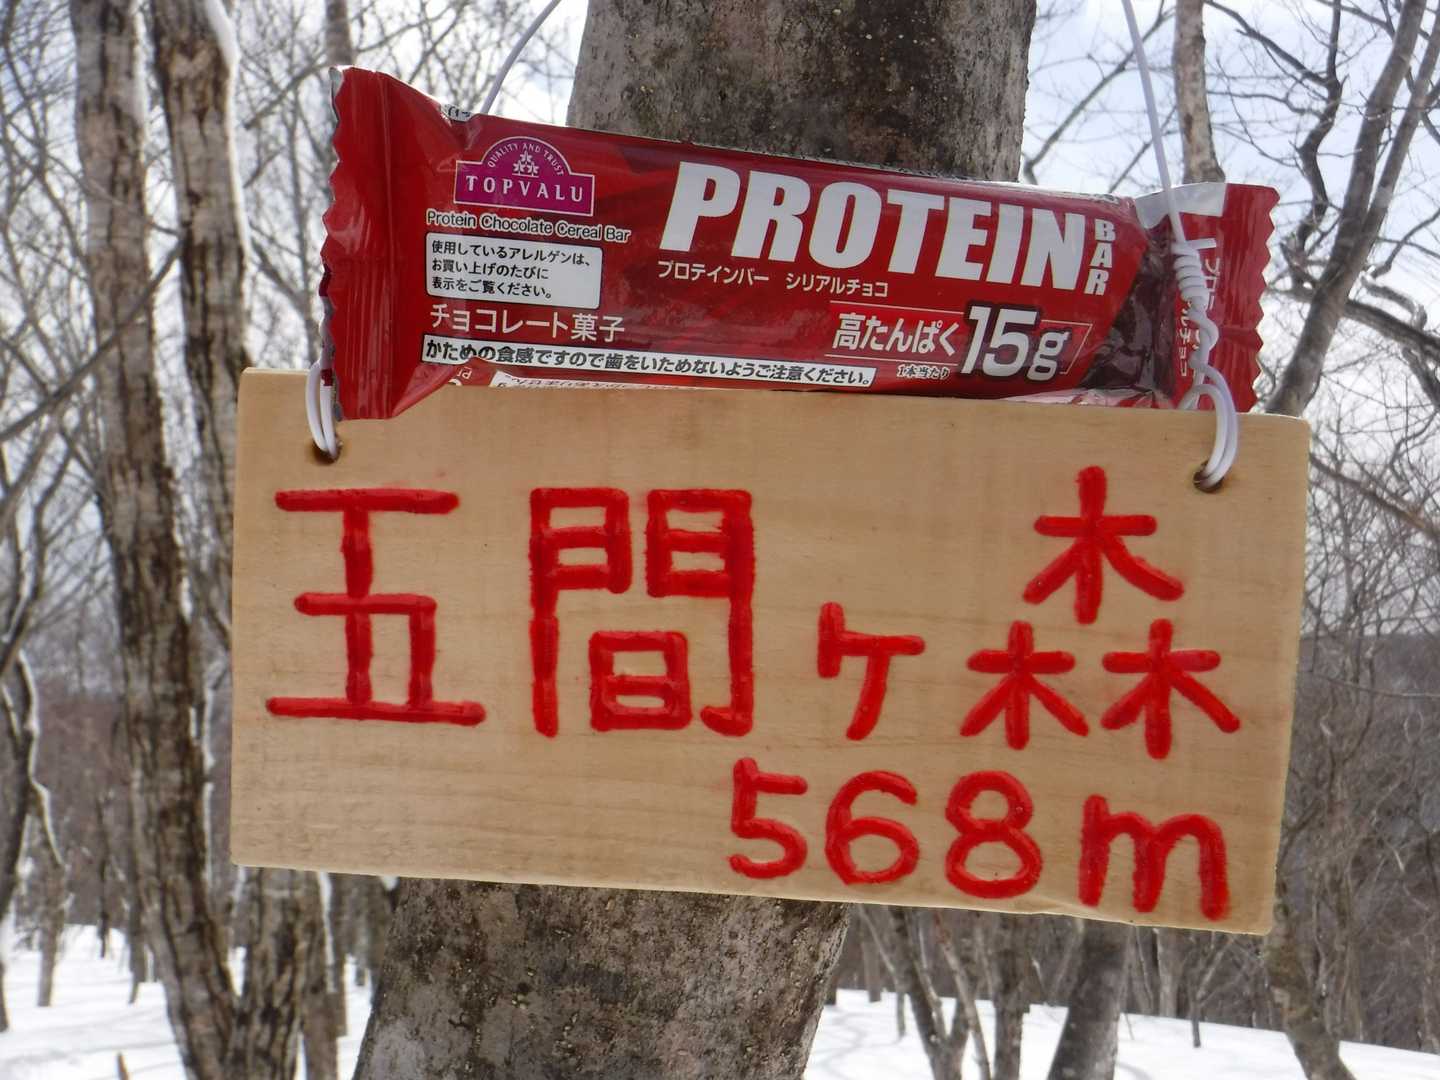 QUALITY AND TRUST
TOPVALU
Protein Chocolate Cereal Bar
使用しているアレルゲンは、
お買い上げのたびに
表示をご覧ください。
チョコレート菓子
かための食感ですので歯をいためないようご注意ください。
PROTEIN
BAR
プロテインバー シリアルチョコ
高たんぱく 15g
1本当たり
五間ヶ森
568m